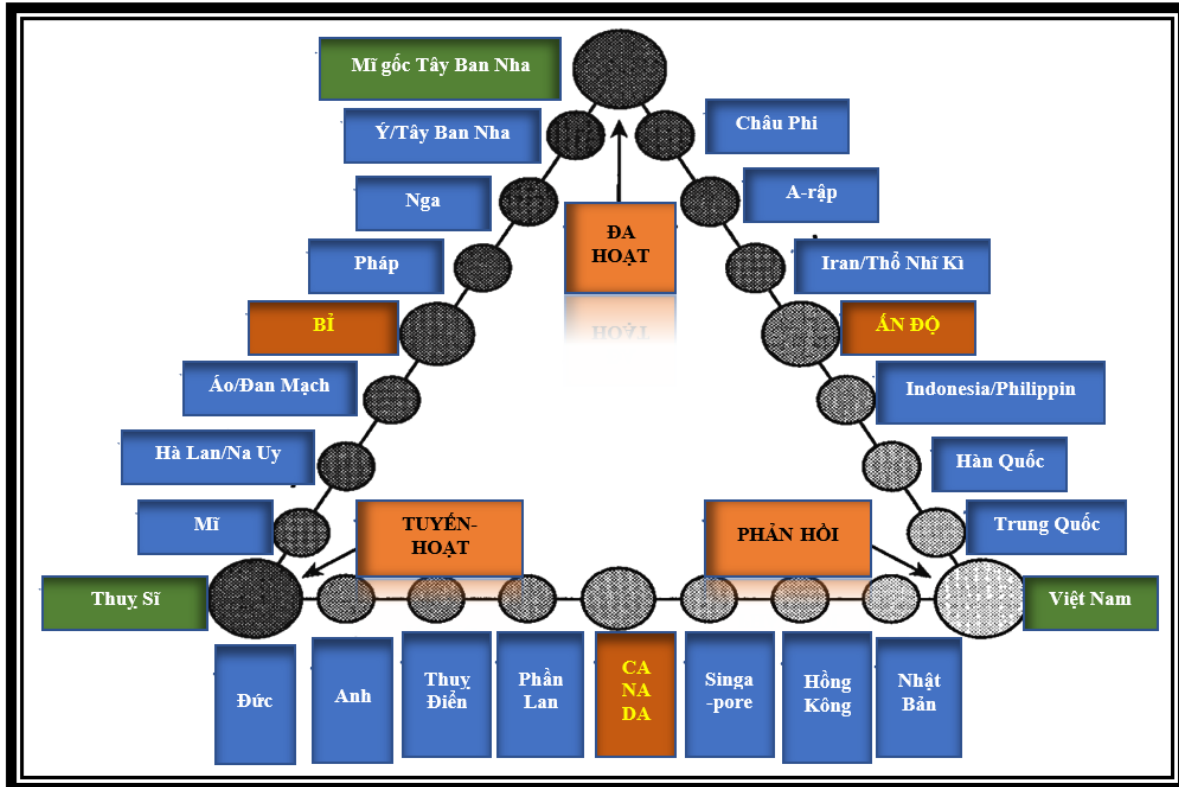 Mĩ gốc Tây Ban Nha
Ý/Tây Ban Nha
Châu Phi
Nga
A-rập
ĐA
HOẠT
Pháp
Iran/Thổ Nhĩ Kì
BỈ
ẤN ĐỘ
Áo/Đan Mạch
Indonesia/Philippin
Hà Lan/Na Uy
Hàn Quốc
Mĩ
TUYẾN-
HOẠT
PHẢN HỒI
Trung Quốc
Thuỵ Sĩ
Việt Nam
Đức
Anh
Thuỵ
Điển
Phần
Lan
CA
NA
DA
Singa
-pore
Hồng
Kông
Nhật
Bản